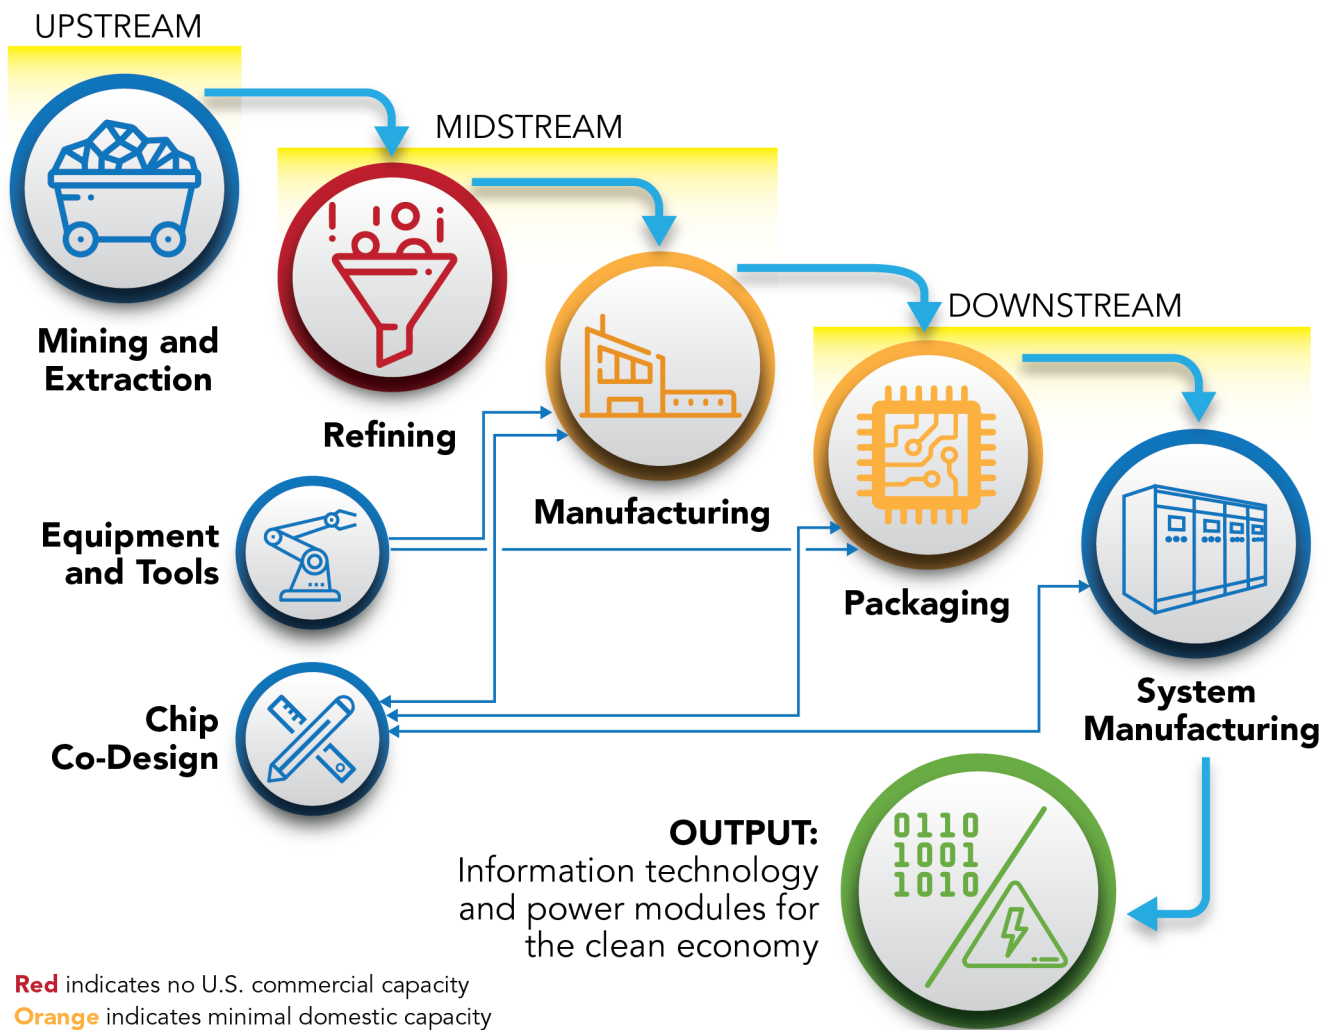 UPSTREAM
MIDSTREAM
DOWNSTREAM
Mining and
Extraction
Refining
Manufacturing
Packaging
System
Manufacturing
Equipment
and Tools
Chip
Co-Design
OUTPUT:
Information technology
and power modules for
the clean economy
0110
1001
1010
Red indicates no U.S. commercial capacity
Orange indicates minimal domestic capacity